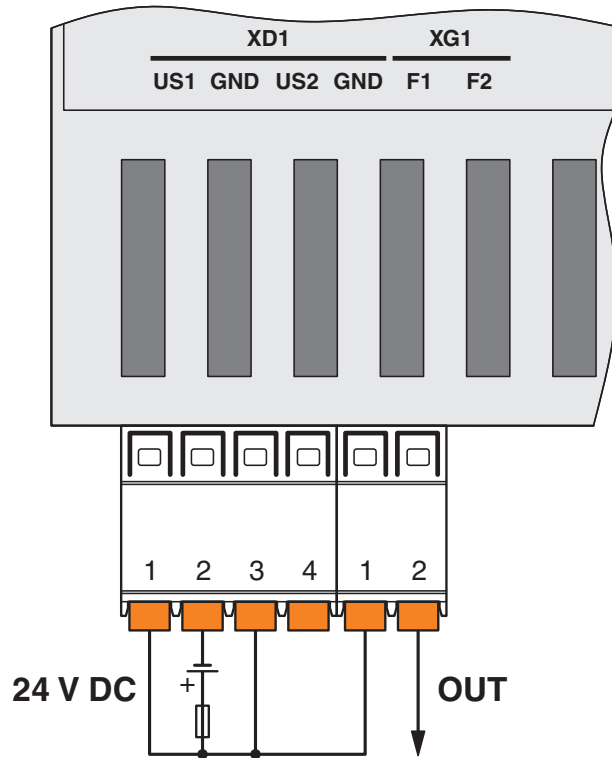 XD1 XG1
US1 GND US2 GND F1 F2
1 2 3 4 1 2
24 V DC + OUT